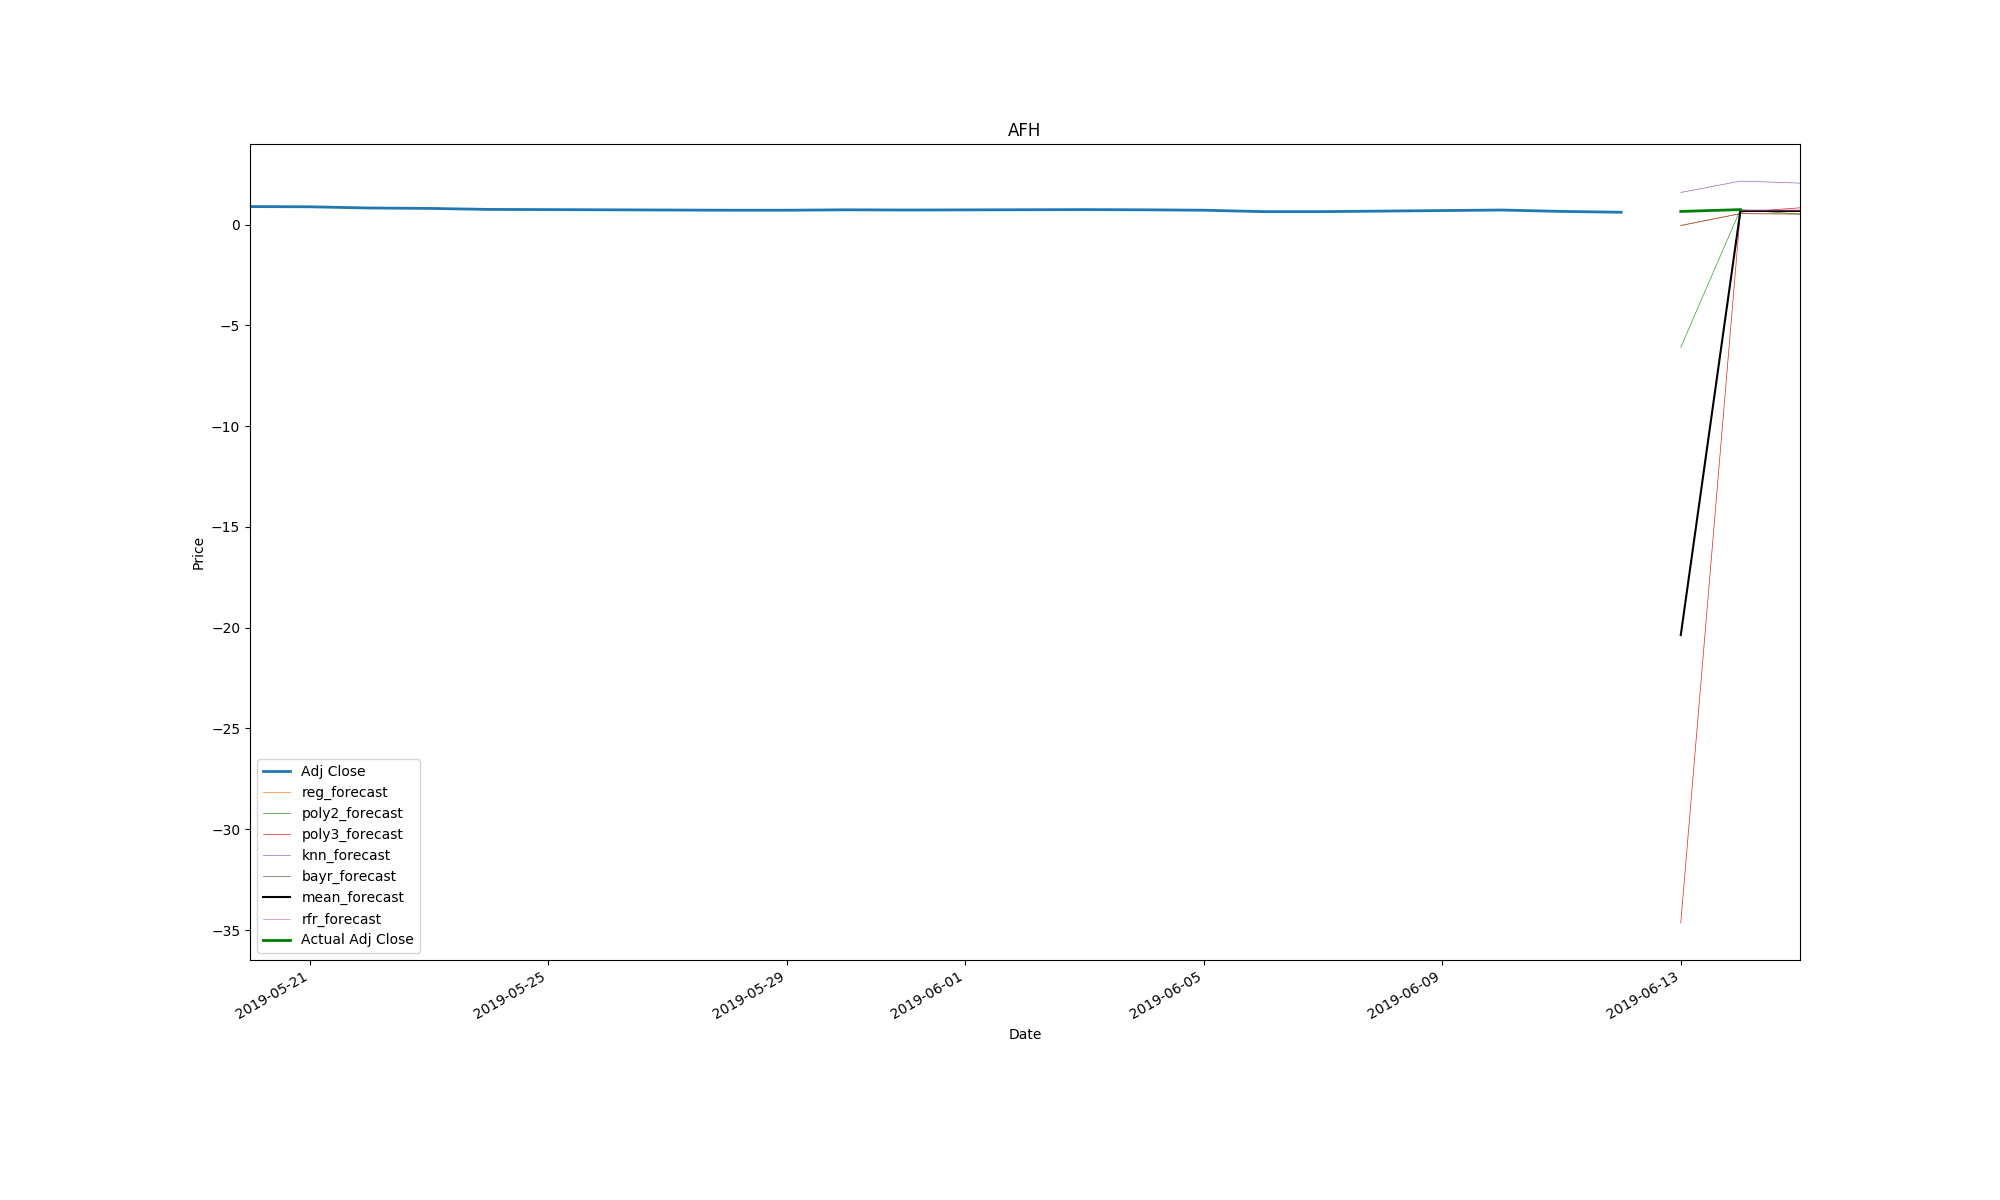 AFH
0
−5
−10
−15
−20
−25
−30
−35
Price
Adj Close
reg_forecast
poly2_forecast
poly3_forecast
knn_forecast
bayr_forecast
mean_forecast
rfr_forecast
Actual Adj Close
2019-05-21
2019-05-25
2019-05-29
2019-06-01
2019-06-05
2019-06-09
2019-06-13
Date